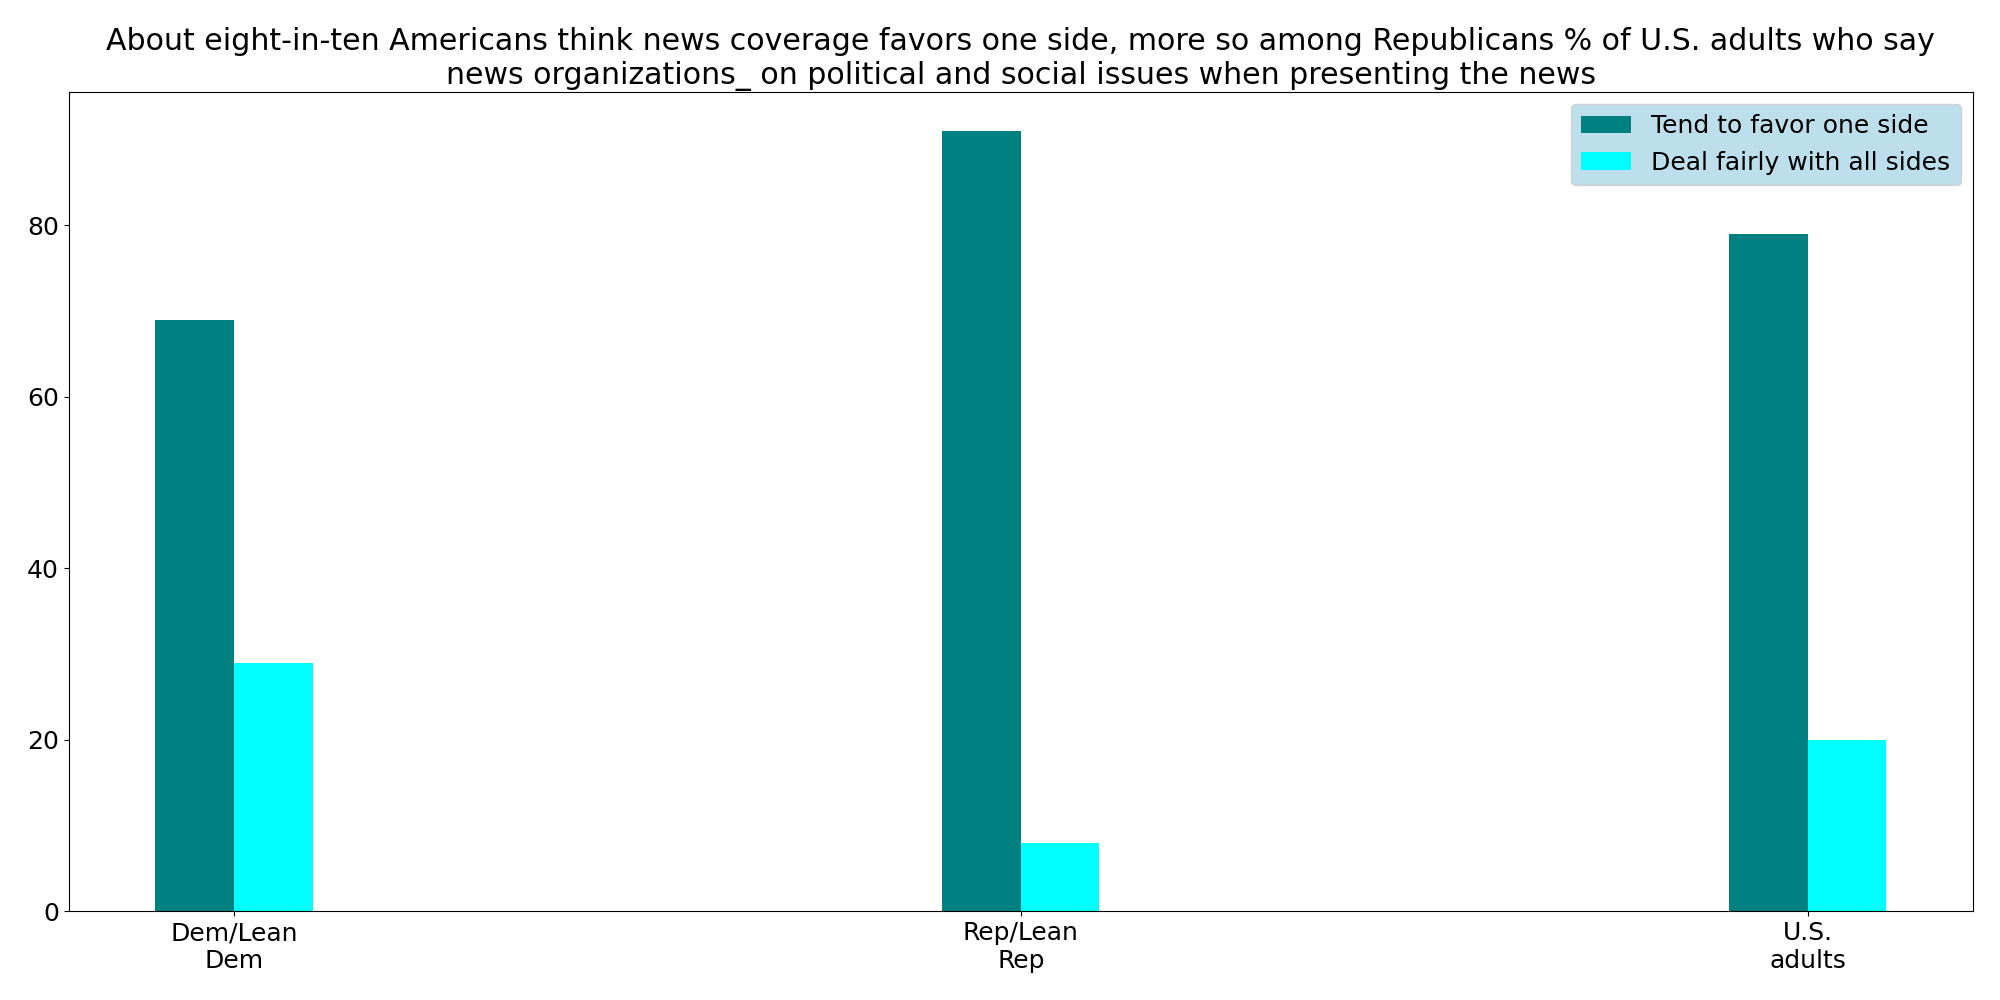 About eight-in-ten Americans think news coverage favors one side, more so among Republicans % of U.S. adults who say
news organizations_ on political and social issues when presenting the news
Tend to favor one side
Deal fairly with all sides
80
60
40
20
0
Dem/Lean
Dem
Rep/Lean
Rep
U.S.
adults